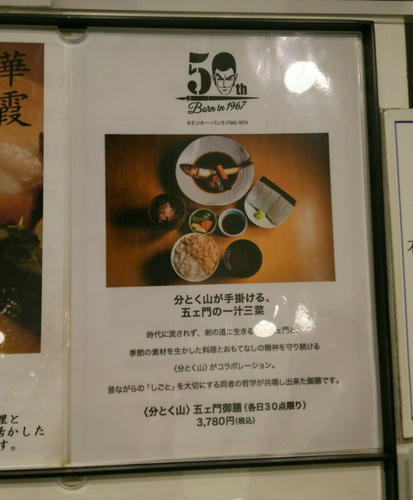 華
霞
50th
Born in 1967
©モンキー・パンチ/TMS・NTV
分とく山が手掛ける、
五ェ門の一汁三菜
時代に流されず、剣の道に生きる 五ェ門と、
季節の素材を生かした料理とおもてなしの精神を守り続ける
〈分とく山〉がコラボレーション。
昔ながらの「しごと」を大切にする両者の哲学が共鳴し出来た御膳です。
〈分とく山〉五ェ門御膳(各日30点限り)
3,780円(税込)
理と
活かした
す。